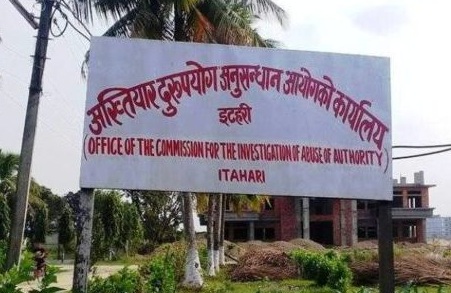 अख्तियार दुरूपयोग अनुसन्धान आयोगको कार्यालय
इटहरी
(OFFICE OF THE COMMISSION FOR THE INVESTIGATION OF ABUSE OF AUTHORITY)
ITAHARI